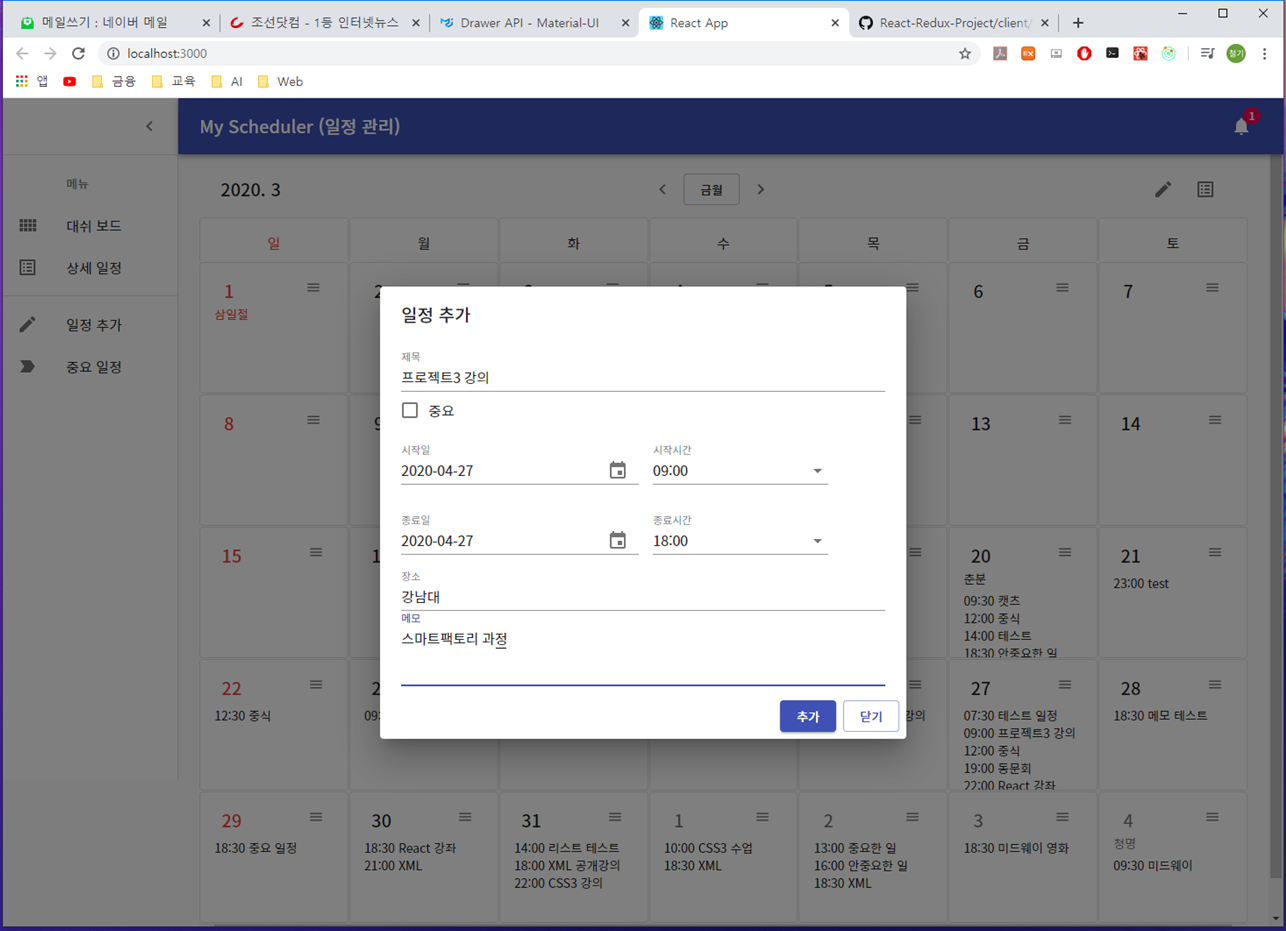 메일쓰기 : 네이버 메일
조선닷컴 - 1등 인터넷뉴스
Drawer API - Material-UI
React App
React-Redux-Project/client/
localhost:3000
정기
앱
금융
교육
AI
Web
My Scheduler (일정 관리)
1
메뉴
대쉬 보드
상세 일정
일정 추가
중요 일정
2020. 3
금월
일 월 화 수 목 금 토
1
삼일절
6
7
8
13
14
15
20
춘분
09:30 캣츠
12:00 중식
14:00 테스트
18:30 안중요한 일
21
23:00 test
22
12:30 중식
27
07:30 테스트 일정
09:00 프로젝트3 강의
12:00 중식
19:00 동문회
22:00 React 강좌
28
18:30 메모 테스트
29
18:30 중요 일정
30
18:30 React 강좌
21:00 XML
31
14:00 리스트 테스트
18:00 XML 공개강의
22:00 CSS3 강의
1
10:00 CSS3 수업
18:30 XML
2
13:00 중요한 일
16:00 안중요한 일
18:30 XML
3
18:30 미드웨이 영화
4
청명
09:30 미드웨이
일정 추가
제목
프로젝트3 강의
중요
시작일
2020-04-27
시작시간
09:00
종료일
2020-04-27
종료시간
18:00
장소
강남대
메모
스마트팩토리 과정
추가
닫기